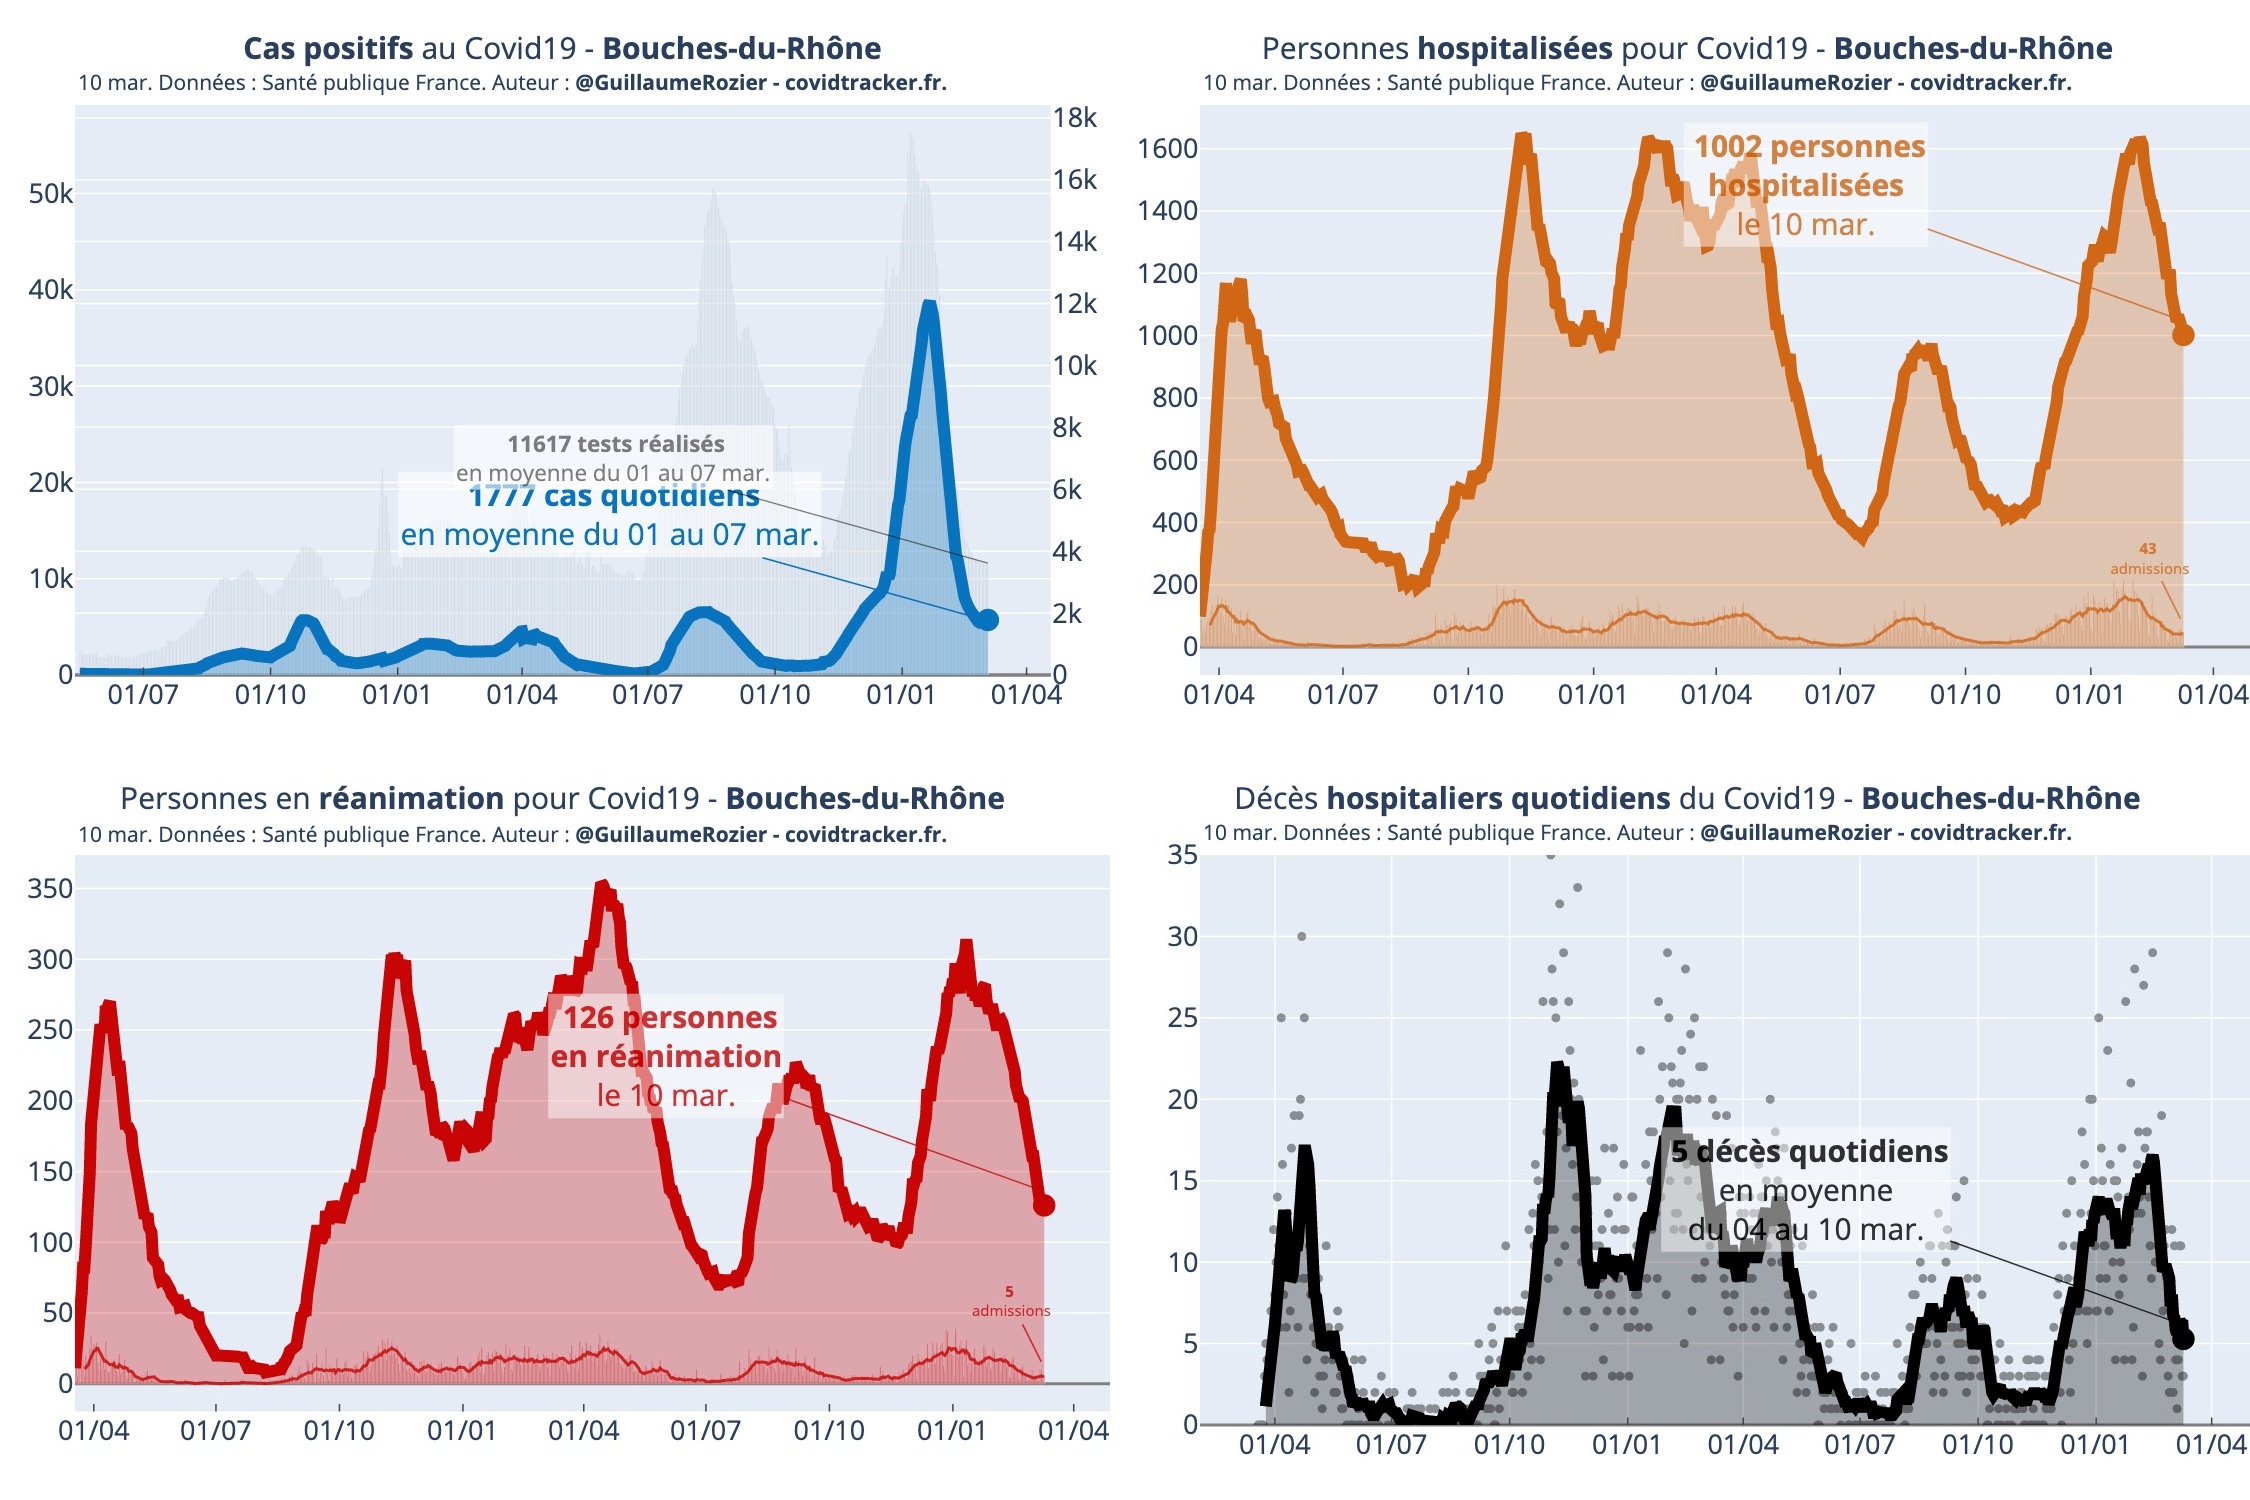 Cas positifs au Covid19 - Bouches-du-Rhône
10 mar. Données : Santé publique France. Auteur : @GuillaumeRozier - covidtracker.fr.
18k
16k
14k
12k
10k
8k
6k
4k
2k
0
50k
40k
30k
20k
10k
0
11617 tests réalisés
en moyenne du 01 au 07 mar.
1777 cas quotidiens
en moyenne du 01 au 07 mar.
01/07 01/10 01/01 01/04 01/07 01/10 01/01 01/04
Personnes hospitalisées pour Covid19 - Bouches-du-Rhône
10 mar. Données : Santé publique France. Auteur : @GuillaumeRozier - covidtracker.fr.
1600
1400
1200
1000
800
600
400
200
0
1002 personnes
hospitalisées
le 10 mar.
43
admissions
01/04 01/07 01/10 01/01 01/04 01/07 01/10 01/01 01/04
Personnes en réanimation pour Covid19 - Bouches-du-Rhône
10 mar. Données : Santé publique France. Auteur : @GuillaumeRozier - covidtracker.fr.
350
300
250
200
150
100
50
0
126 personnes
en réanimation
le 10 mar.
5
admissions
01/04 01/07 01/10 01/01 01/04 01/07 01/10 01/01 01/04
Décès hospitaliers quotidiens du Covid19 - Bouches-du-Rhône
10 mar. Données : Santé publique France. Auteur : @GuillaumeRozier - covidtracker.fr.
35
30
25
20
15
10
5
0
5 décès quotidiens
en moyenne
du 04 au 10 mar.
01/04 01/07 01/10 01/01 01/04 01/07 01/10 01/01 01/04